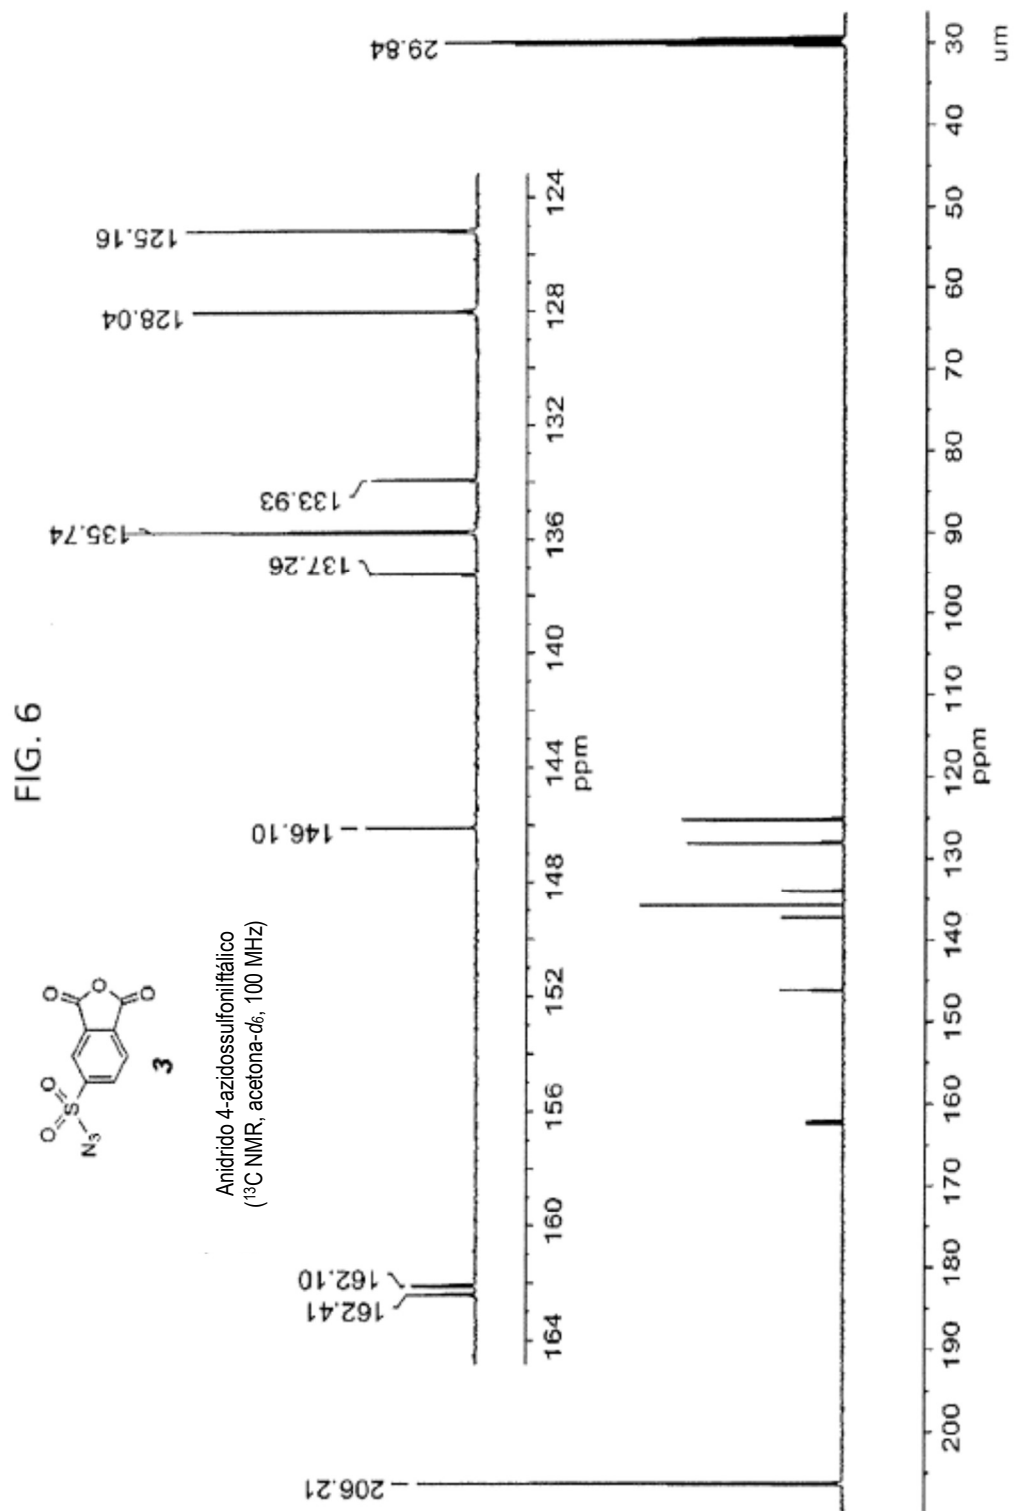 FIG. 6
N₃
S
O
O
O
O
O
3
Anidrido 4-azidossulfonilftálico
(¹³C NMR, acetona-d₆, 100 MHz)
162.41
162.10
146.10
137.26
135.74
133.93
128.04
125.16
164 160 156 152 148 144 140 136 132 128 124
ppm
206.21
29.84
200 190 180 170 160 150 140 130 120 110 100 90 80 70 60 50 40 30
ppm
um